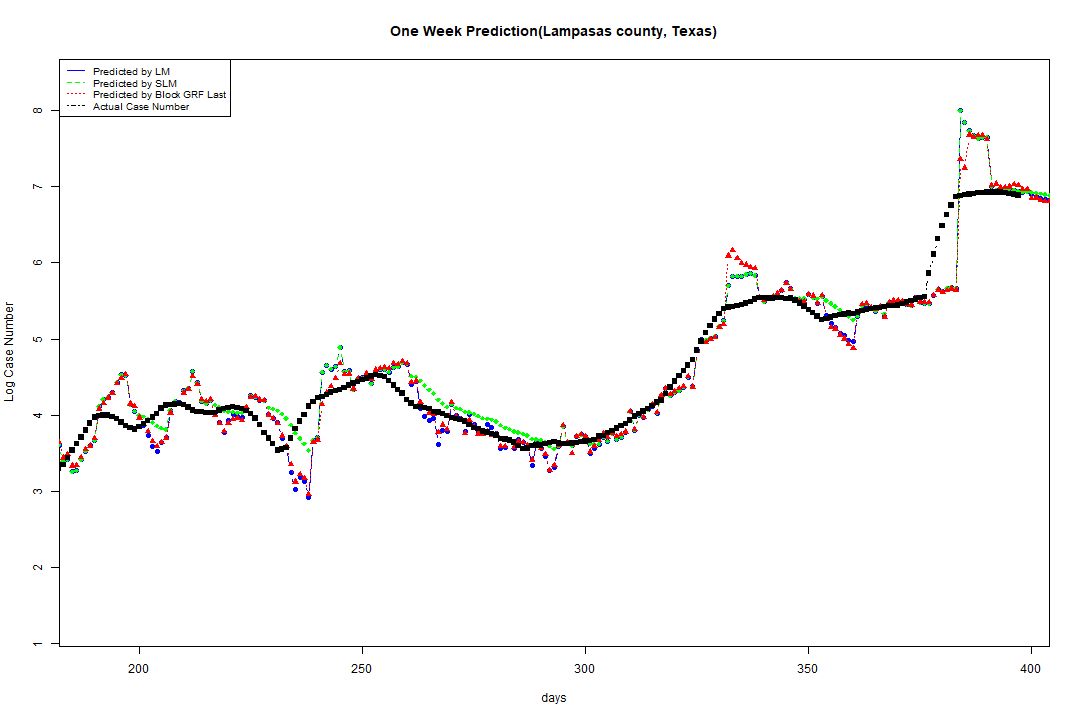 One Week Prediction(Lampasas county, Texas)
Predicted by LM
Predicted by SLM
Predicted by Block GRF Last
Actual Case Number
8
7
6
5
4
3
2
1
Log Case Number
200 250 300 350 400
days